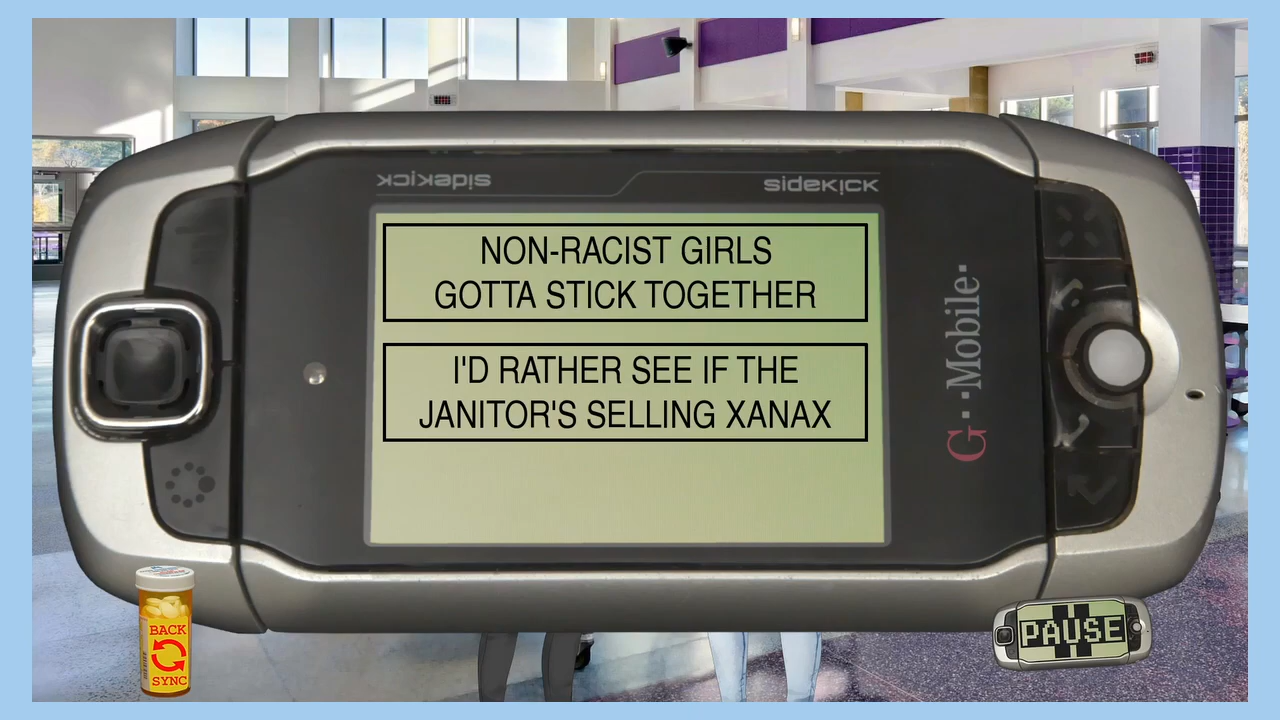 sidekick
sidekick
NON-RACIST GIRLS
GOTTA STICK TOGETHER
I'D RATHER SEE IF THE
JANITOR'S SELLING XANAX
G··Mobile·
BACK
SYNC
PAUSE